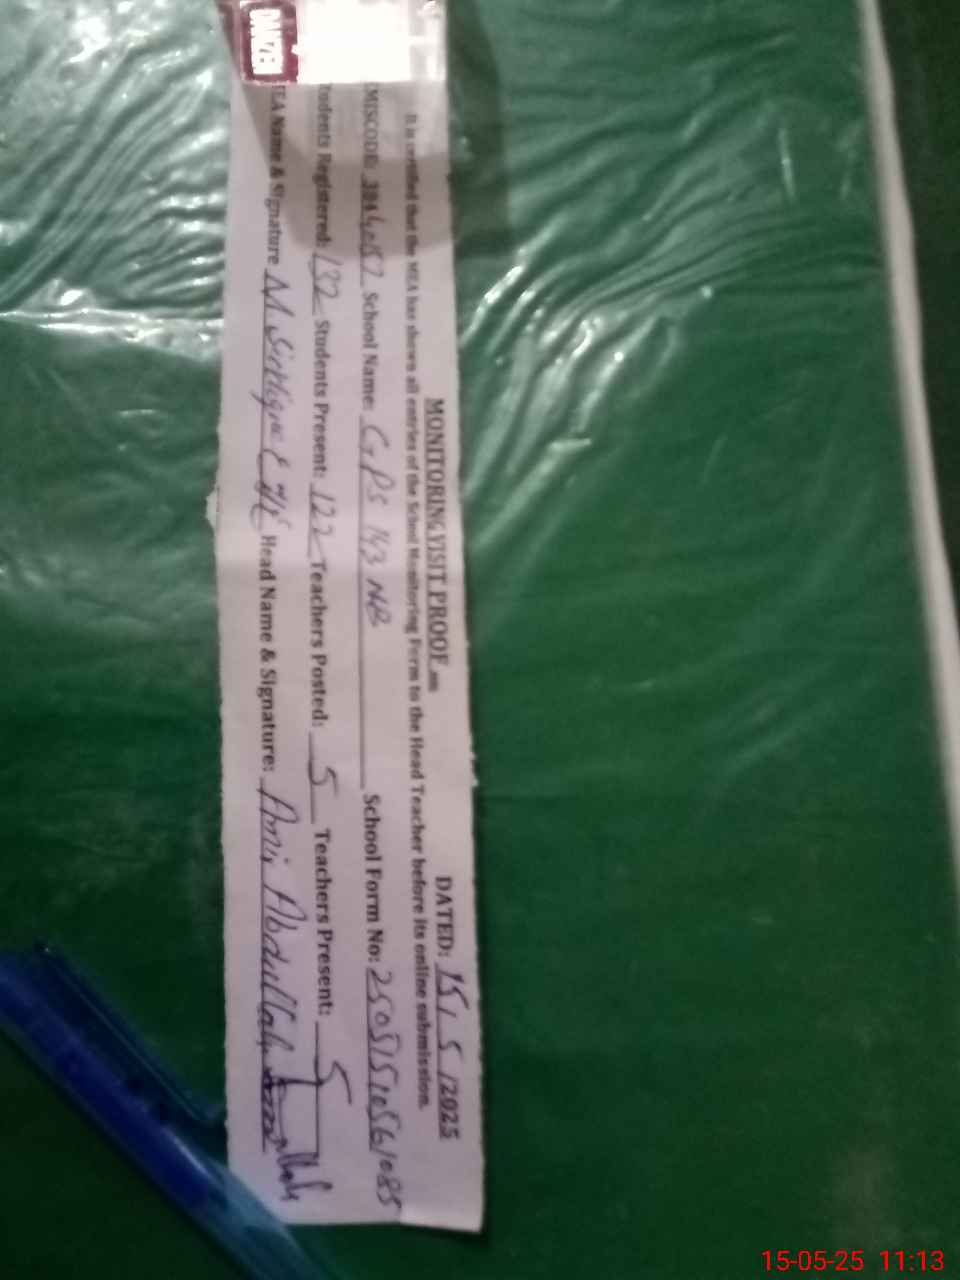 DANZEN
MONITORING VISIT PROOF
DATED: 15/5/2025
It is certified that the MEA has shown all entries of the School Monitoring Form to the Head Teacher before its online submission.
EMISCODE: School Name: GPS 143 NB School Form No:
Students Registered: 132 Students Present: 122 Teachers Posted: 5 Teachers Present: 5
MEA Name & Signature M. Head Name & Signature: Amir Abdullah
15-05-25 11:13